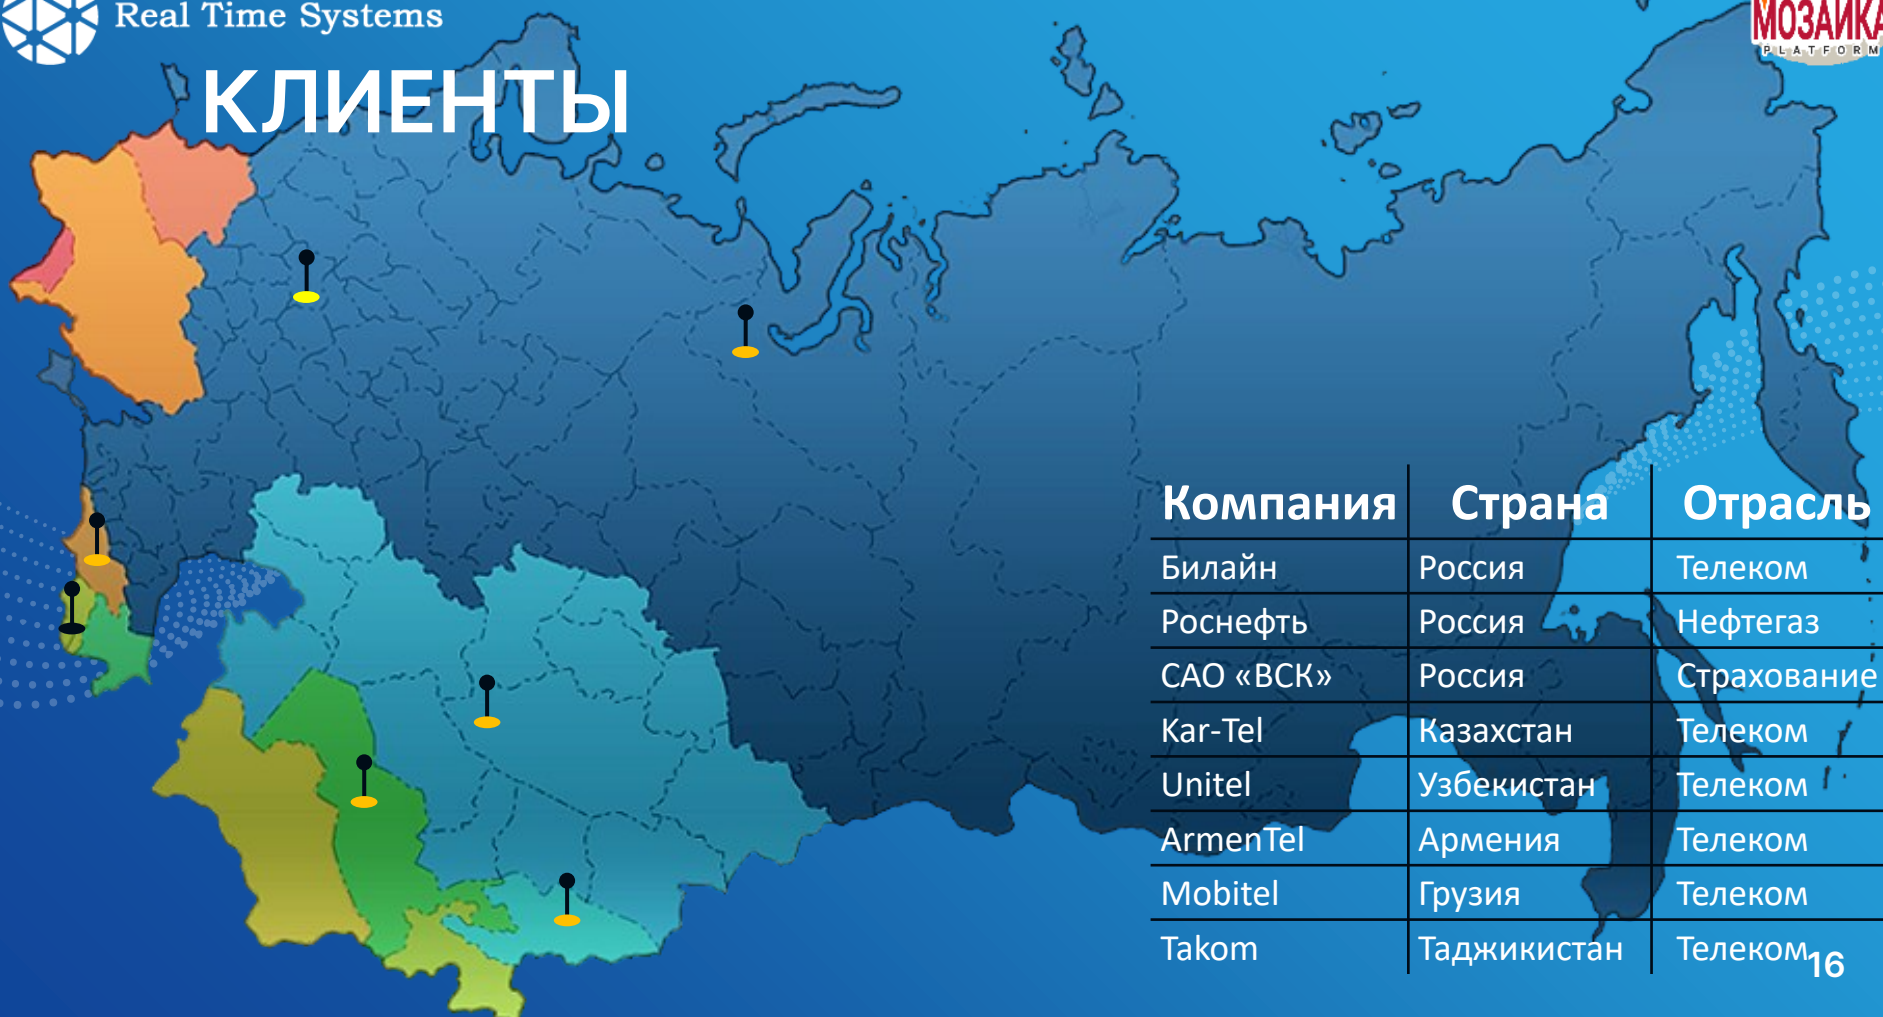 Real Time Systems
МОЗАИКА
PLATFORM
КЛИЕНТЫ
Компания Страна Отрасль
Билайн Россия Телеком
Роснефть Россия Нефтегаз
САО «ВСК» Россия Страхование
Kar-Tel Казахстан Телеком
Unitel Узбекистан Телеком
ArmenTel Армения Телеком
Mobitel Грузия Телеком
Takom Таджикистан Телеком
16